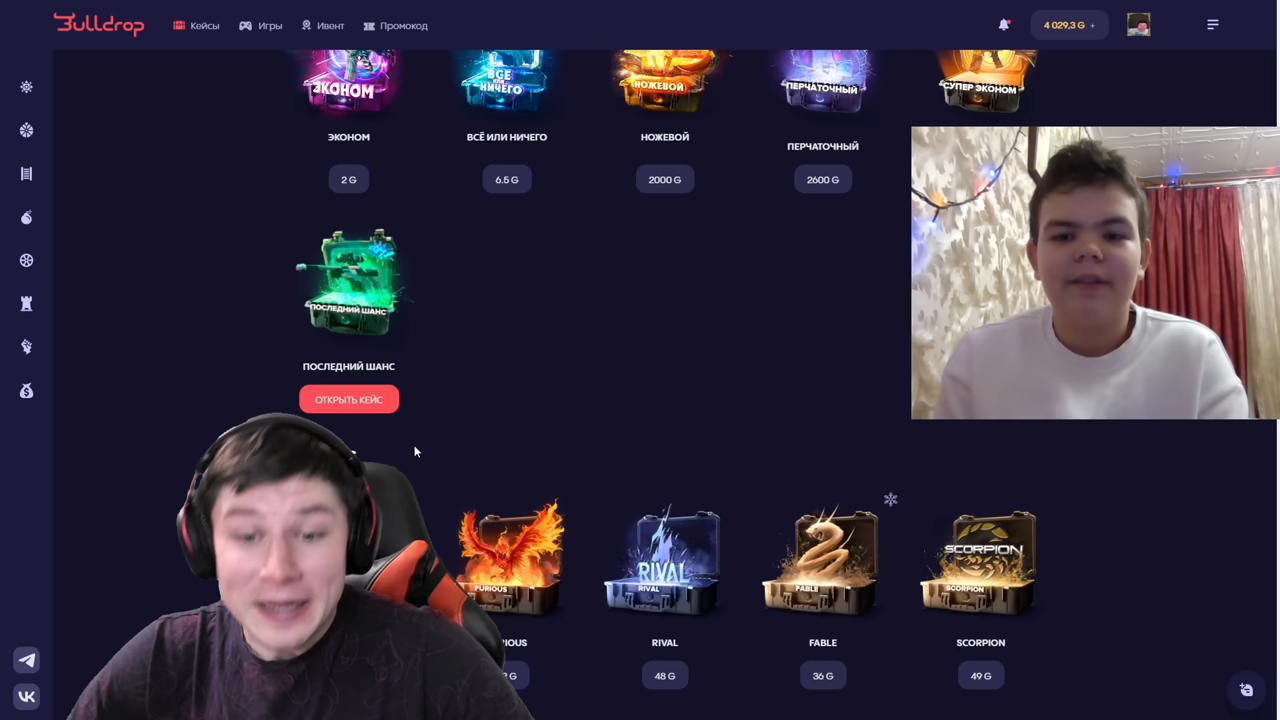 Bulldrop
Кейсы
Игры
Ивент
Промокод
4 029,3 G +
ЭКОНОМ
ВСЕ ИЛИ НИЧЕГО
НОЖЕВОЙ
ПЕРЧАТОЧНЫЙ
СУПЕР ЭКОНОМ
ЭКОНОМ
ВСЁ ИЛИ НИЧЕГО
НОЖЕВОЙ
ПЕРЧАТОЧНЫЙ
2 G
6.5 G
2000 G
2600 G
ПОСЛЕДНИЙ ШАНС
ПОСЛЕДНИЙ ШАНС
ОТКРЫТЬ КЕЙС
FURIOUS
RIVAL
RIVAL
FABLE
SCORPION
SCORPION
IOUS
RIVAL
FABLE
SCORPION
G
48 G
36 G
49 G